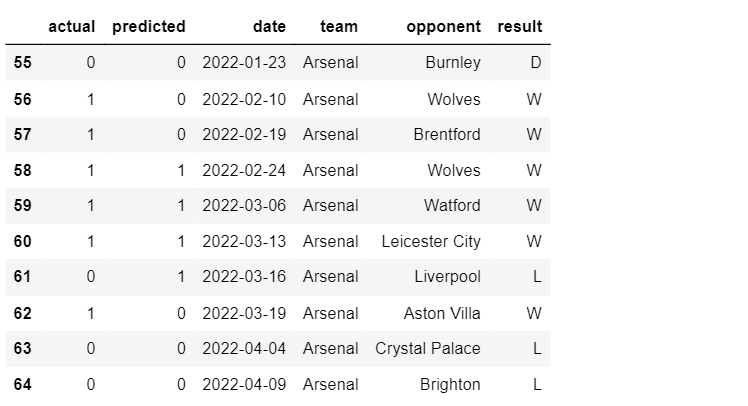 actual predicted date team opponent result
55 0 0 2022-01-23 Arsenal Burnley D
56 1 0 2022-02-10 Arsenal Wolves W
57 1 0 2022-02-19 Arsenal Brentford W
58 1 1 2022-02-24 Arsenal Wolves W
59 1 1 2022-03-06 Arsenal Watford W
60 1 1 2022-03-13 Arsenal Leicester City W
61 0 1 2022-03-16 Arsenal Liverpool L
62 1 0 2022-03-19 Arsenal Aston Villa W
63 0 0 2022-04-04 Arsenal Crystal Palace L
64 0 0 2022-04-09 Arsenal Brighton L